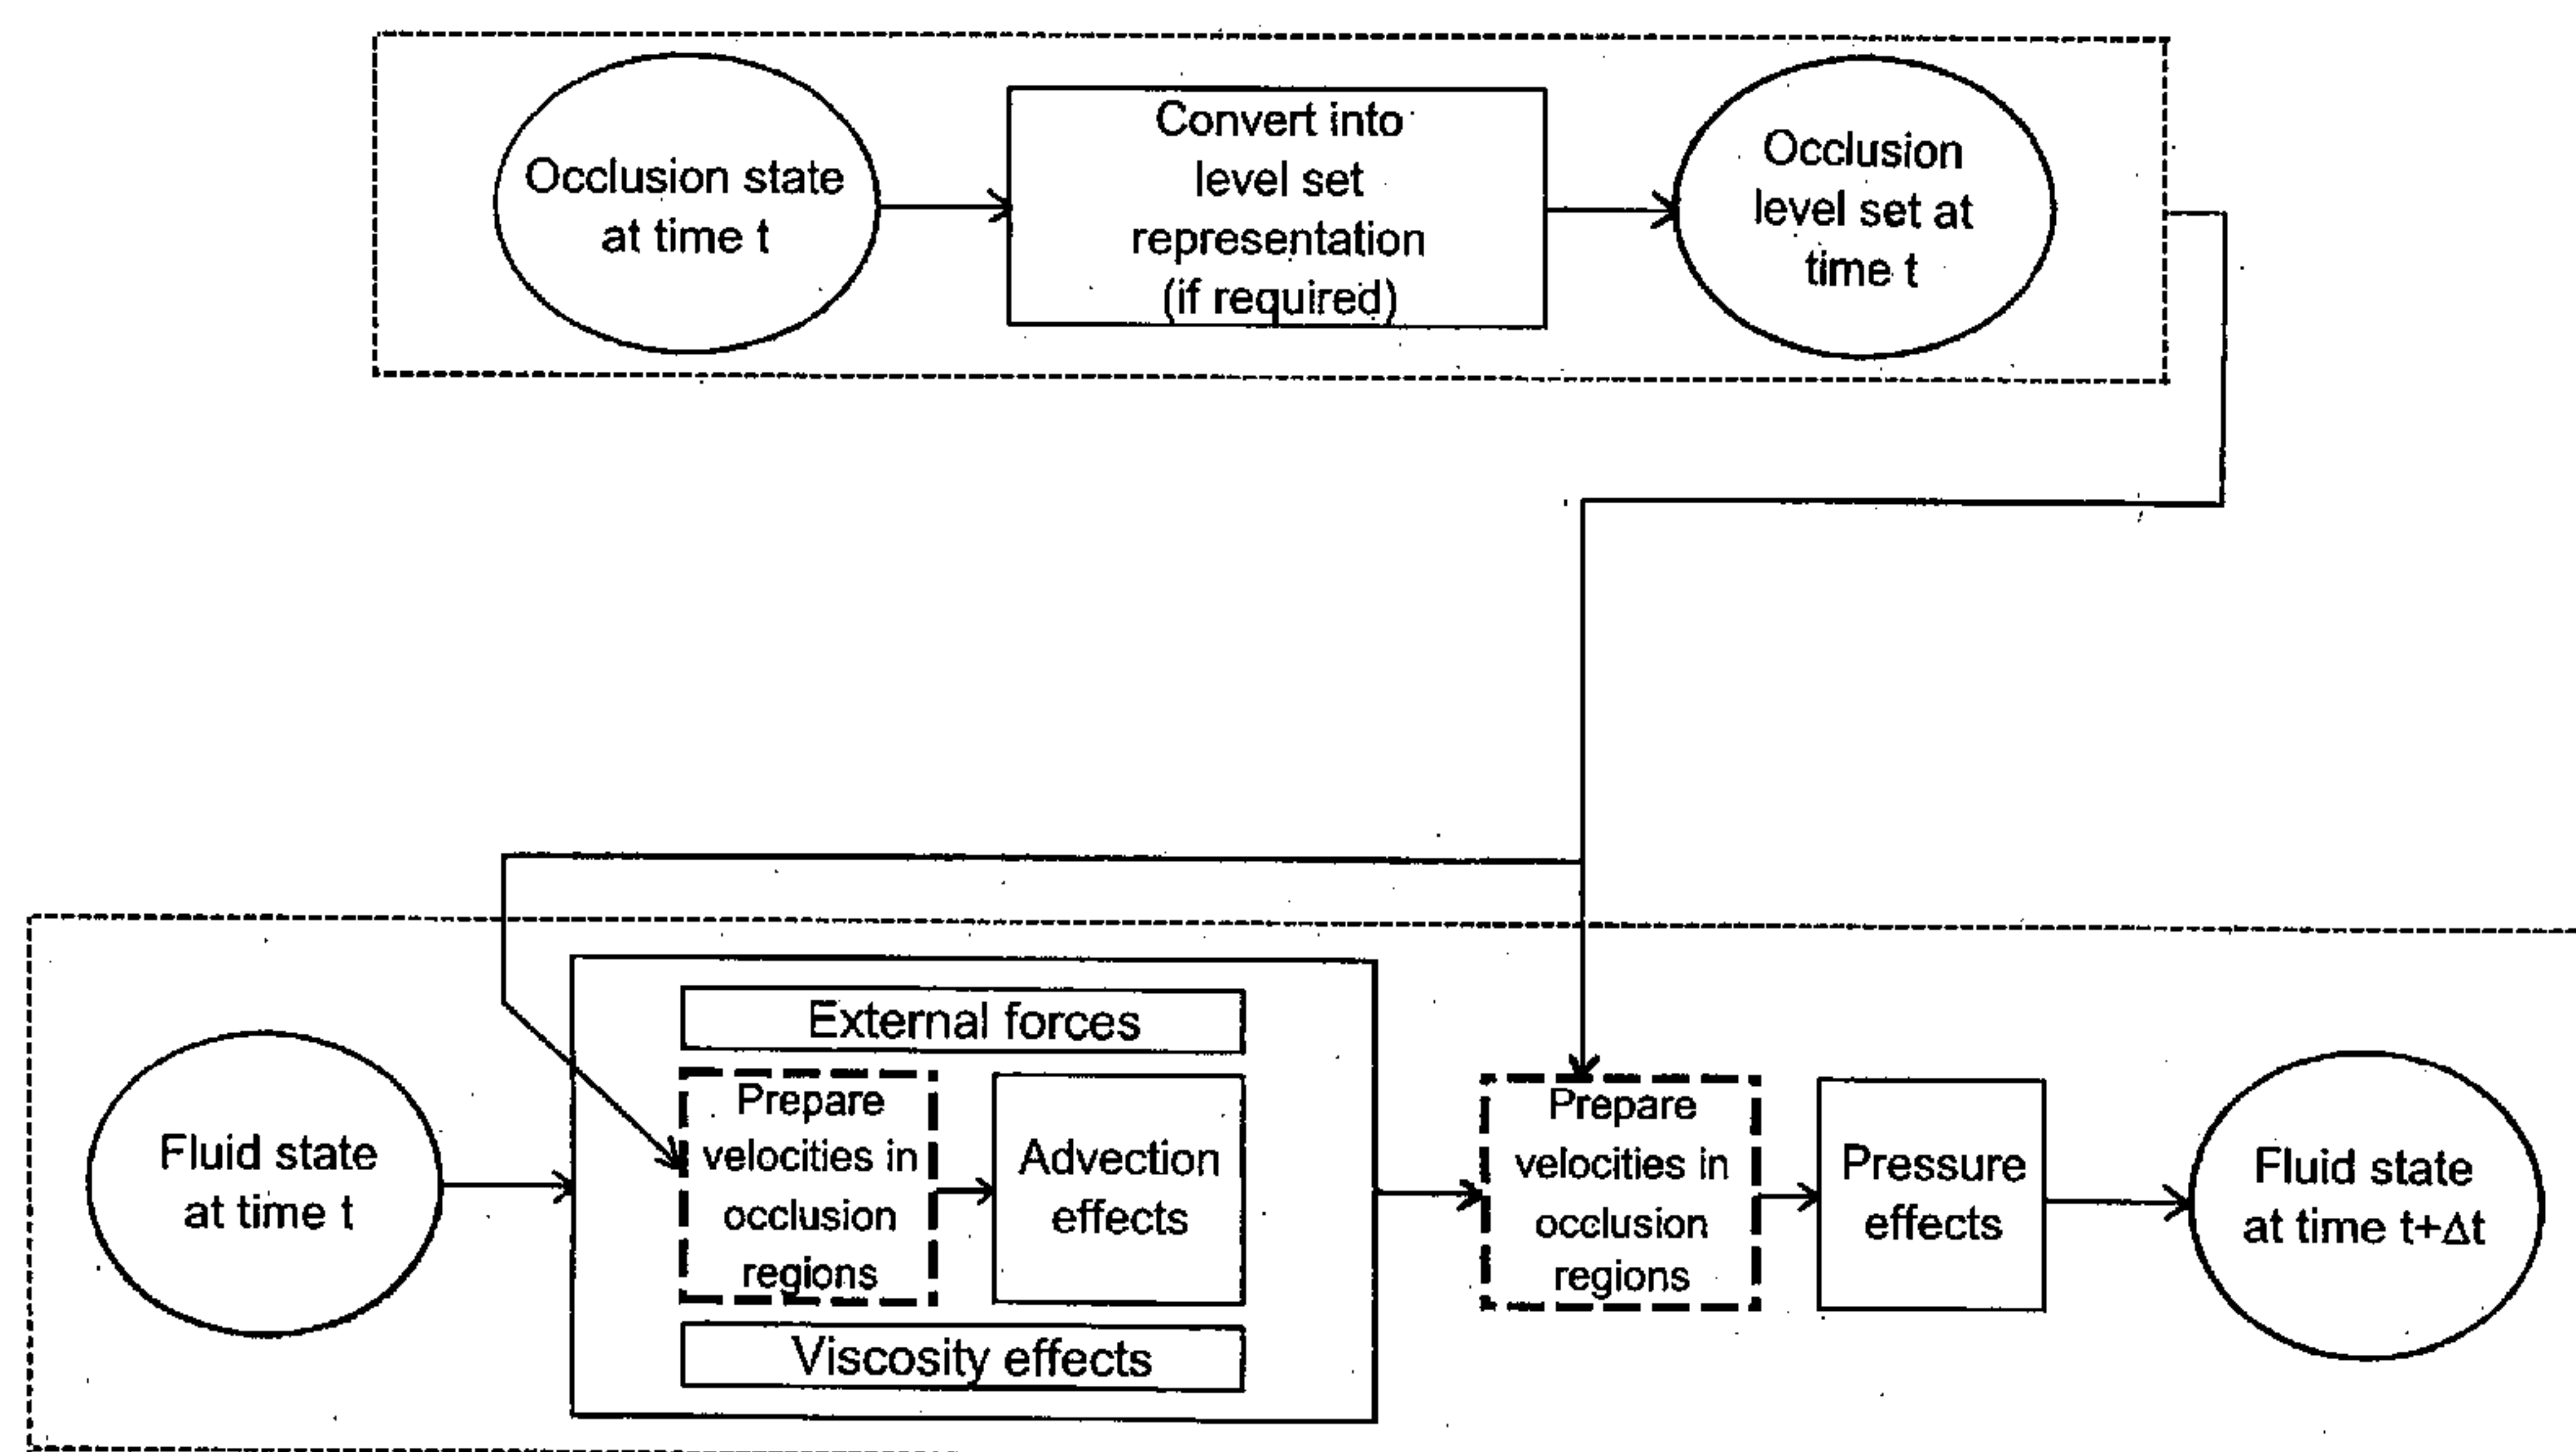 Occlusion state
at time t
Convert into
level set
representation
(if required)
Occlusion
level set at
time t
Fluid state
at time t
External forces
Prepare
velocities in
occlusion
regions
Advection
effects
Viscosity effects
Prepare
velocities in
occlusion
regions
Pressure
effects
Fluid state
at time t+Δt